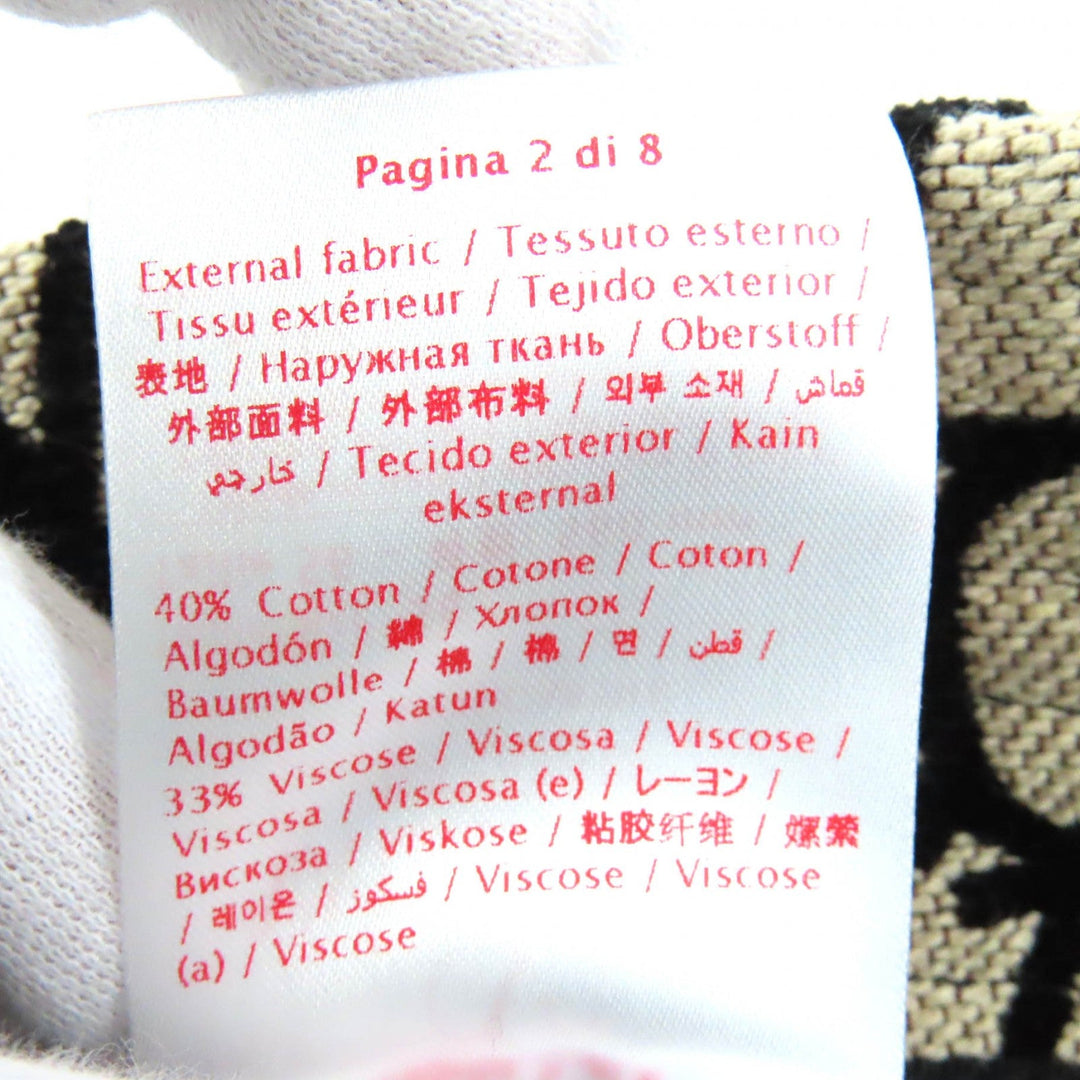 Pagina 2 di 8
External fabric / Tessuto esterno /
Tissu extérieur / Tejido exterior /
表地 / Наружная ткань / Oberstoff /
外部面料 / 外部布料 / 외부 소재 / قماش
خارجي / Tecido exterior / Kain
eksternal
40% Cotton / Cotone / Coton /
Algodón / 綿 / Хлопок /
Baumwolle / 棉 / 棉 / 면 / قطن /
Algodão / Katun
33% Viscose / Viscosa / Viscose /
Viscosa / Viscosa (e) / レーヨン /
Вискоза / Viskose / 粘胶纤维 / 嫘縈
/ 레이온 / فسكوز / Viscose / Viscose
(a) / Viscose